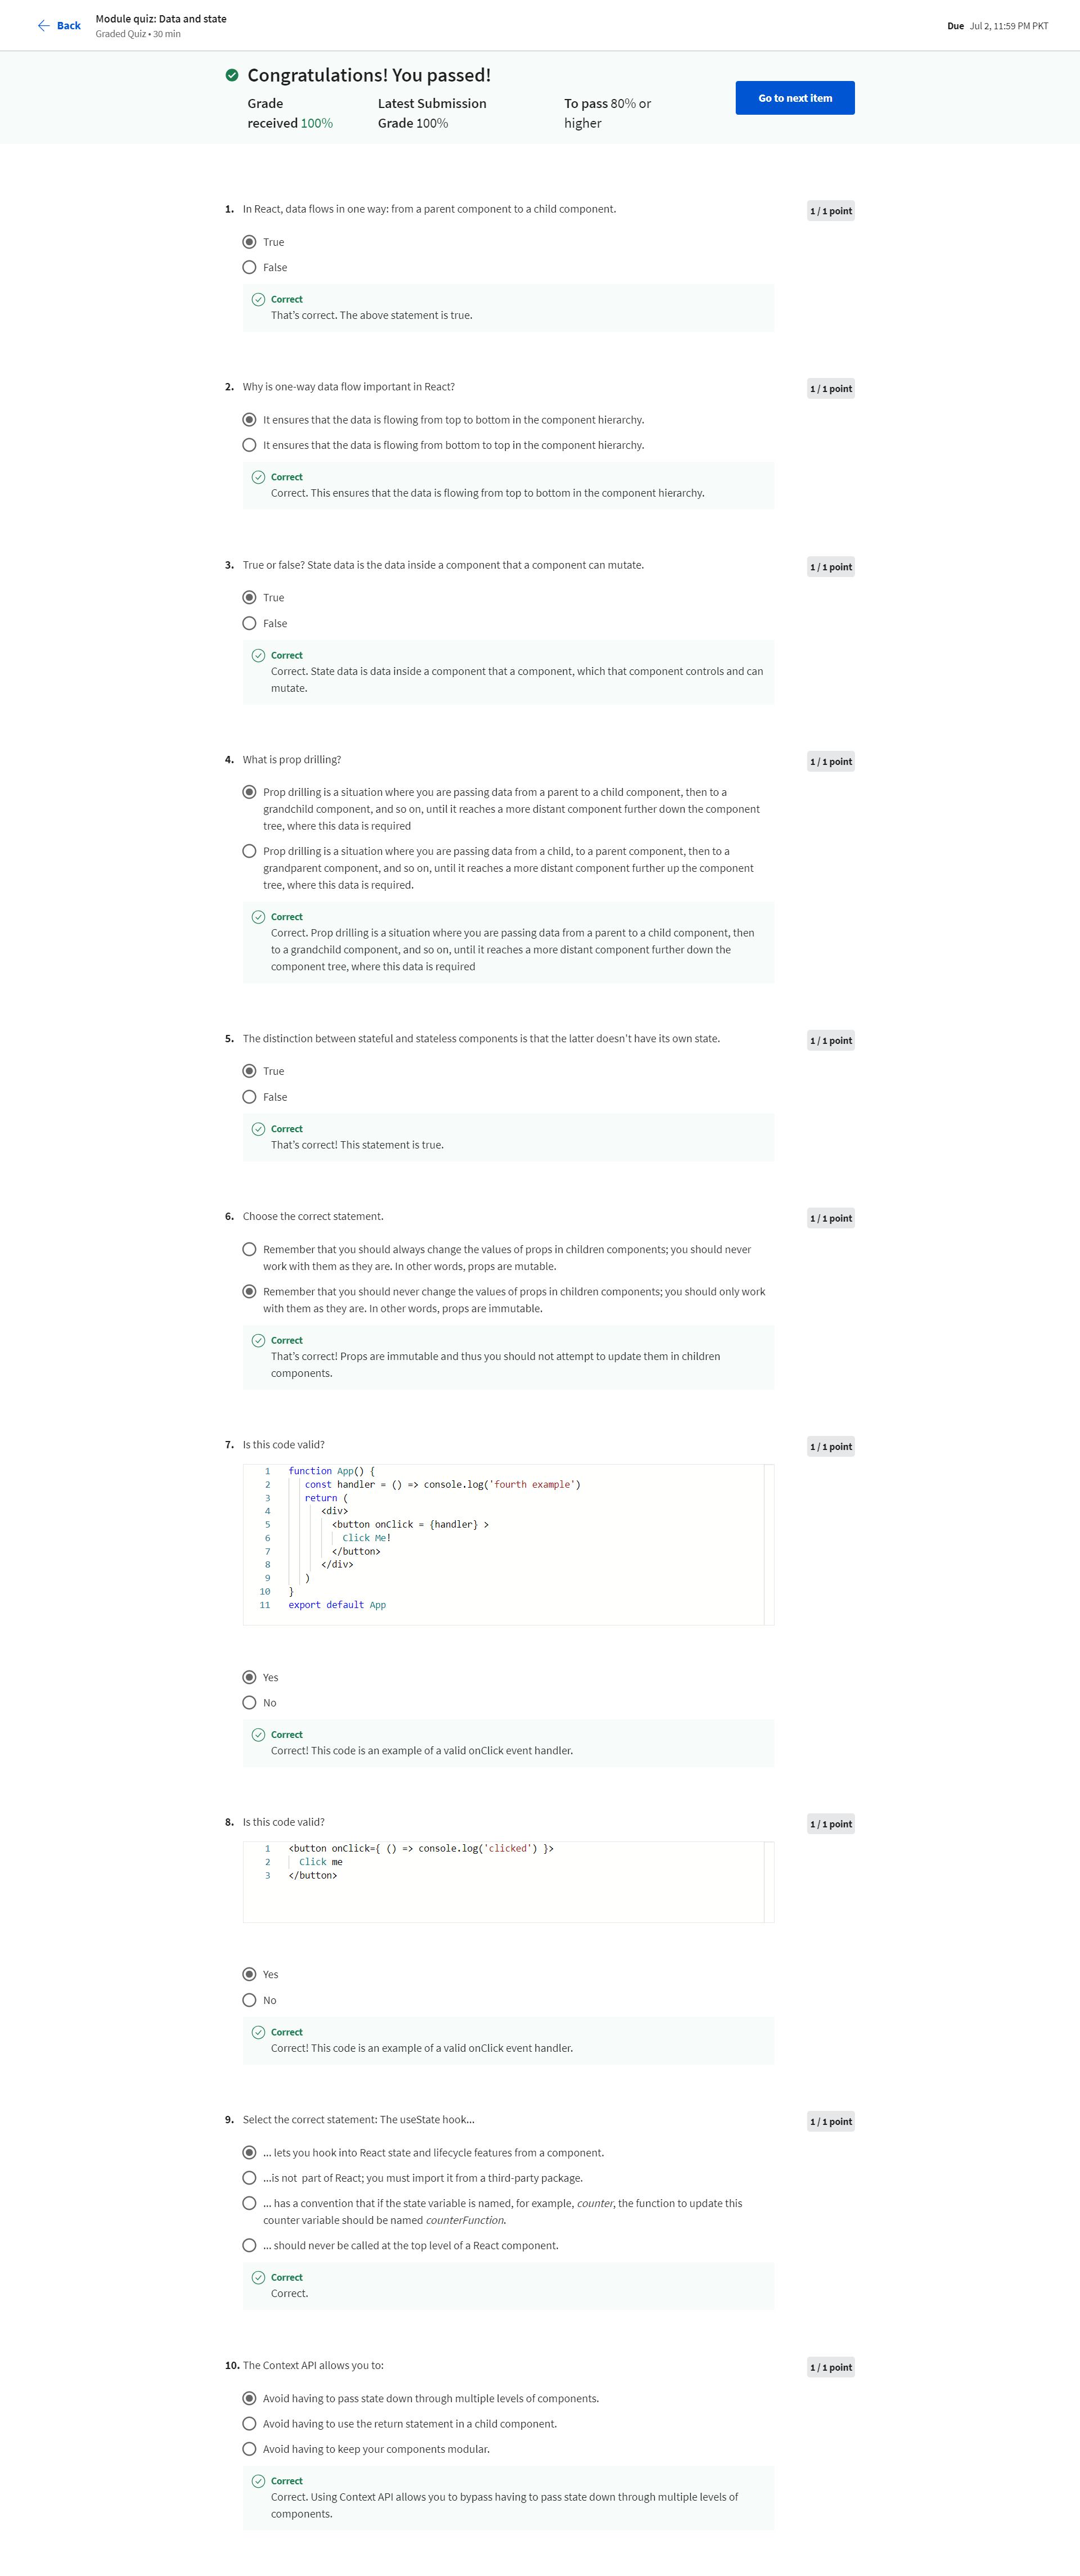 Back
Module quiz: Data and state
Graded Quiz • 30 min
Due Jul 2, 11:59 PM PKT
Congratulations! You passed!
Grade received 100%
Latest Submission Grade 100%
To pass 80% or higher
Go to next item
1. In React, data flows in one way: from a parent component to a child component.
1 / 1 point
True
False
Correct
That’s correct. The above statement is true.
2. Why is one-way data flow important in React?
1 / 1 point
It ensures that the data is flowing from top to bottom in the component hierarchy.
It ensures that the data is flowing from bottom to top in the component hierarchy.
Correct
Correct. This ensures that the data is flowing from top to bottom in the component hierarchy.
3. True or false? State data is the data inside a component that a component can mutate.
1 / 1 point
True
False
Correct
Correct. State data is data inside a component that a component, which that component controls and can
mutate.
4. What is prop drilling?
1 / 1 point
Prop drilling is a situation where you are passing data from a parent to a child component, then to a
grandchild component, and so on, until it reaches a more distant component further down the component
tree, where this data is required
Prop drilling is a situation where you are passing data from a child, to a parent component, then to a
grandparent component, and so on, until it reaches a more distant component further up the component
tree, where this data is required.
Correct
Correct. Prop drilling is a situation where you are passing data from a parent to a child component, then
to a grandchild component, and so on, until it reaches a more distant component further down the
component tree, where this data is required
5. The distinction between stateful and stateless components is that the latter doesn’t have its own state.
1 / 1 point
True
False
Correct
That’s correct! This statement is true.
6. Choose the correct statement.
1 / 1 point
Remember that you should always change the values of props in children components; you should never
work with them as they are. In other words, props are mutable.
Remember that you should never change the values of props in children components; you should only work
with them as they are. In other words, props are immutable.
Correct
That’s correct! Props are immutable and thus you should not attempt to update them in children
components.
7. Is this code valid?
1 / 1 point
1 function App() {
2 const handler = () => console.log('fourth example')
3 return (
4 <div>
5 <button onClick = {handler} >
6 Click Me!
7 </button>
8 </div>
9 )
10 }
11 export default App
Yes
No
Correct
Correct! This code is an example of a valid onClick event handler.
8. Is this code valid?
1 / 1 point
1 <button onClick={ () => console.log('clicked') }>
2 Click me
3 </button>
Yes
No
Correct
Correct! This code is an example of a valid onClick event handler.
9. Select the correct statement: The useState hook...
1 / 1 point
... lets you hook into React state and lifecycle features from a component.
...is not part of React; you must import it from a third-party package.
... has a convention that if the state variable is named, for example, counter, the function to update this
counter variable should be named counterFunction.
... should never be called at the top level of a React component.
Correct
Correct.
10. The Context API allows you to:
1 / 1 point
Avoid having to pass state down through multiple levels of components.
Avoid having to use the return statement in a child component.
Avoid having to keep your components modular.
Correct
Correct. Using Context API allows you to bypass having to pass state down through multiple levels of
components.